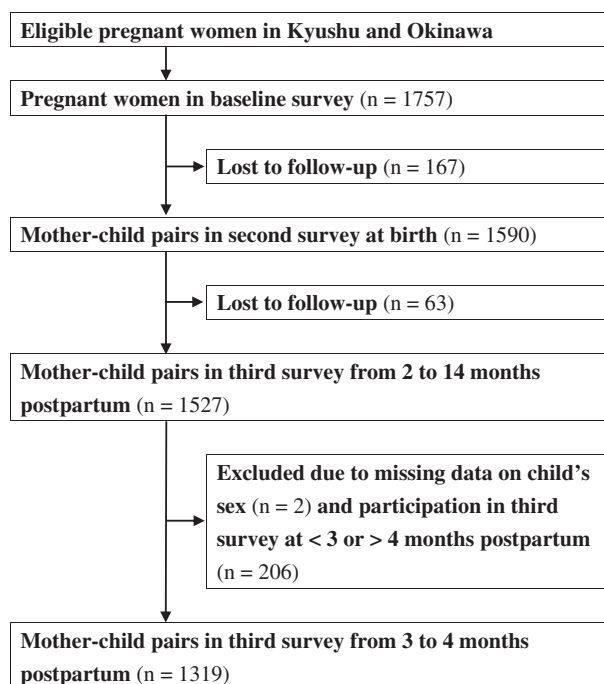 Eligible pregnant women in Kyushu and Okinawa
Pregnant women in baseline survey (n = 1757)
Lost to follow-up (n = 167)
Mother-child pairs in second survey at birth (n = 1590)
Lost to follow-up (n = 63)
Mother-child pairs in third survey from 2 to 14 months
postpartum (n = 1527)
Excluded due to missing data on child’s
sex (n = 2) and participation in third
survey at < 3 or > 4 months postpartum
(n = 206)
Mother-child pairs in third survey from 3 to 4 months
postpartum (n = 1319)